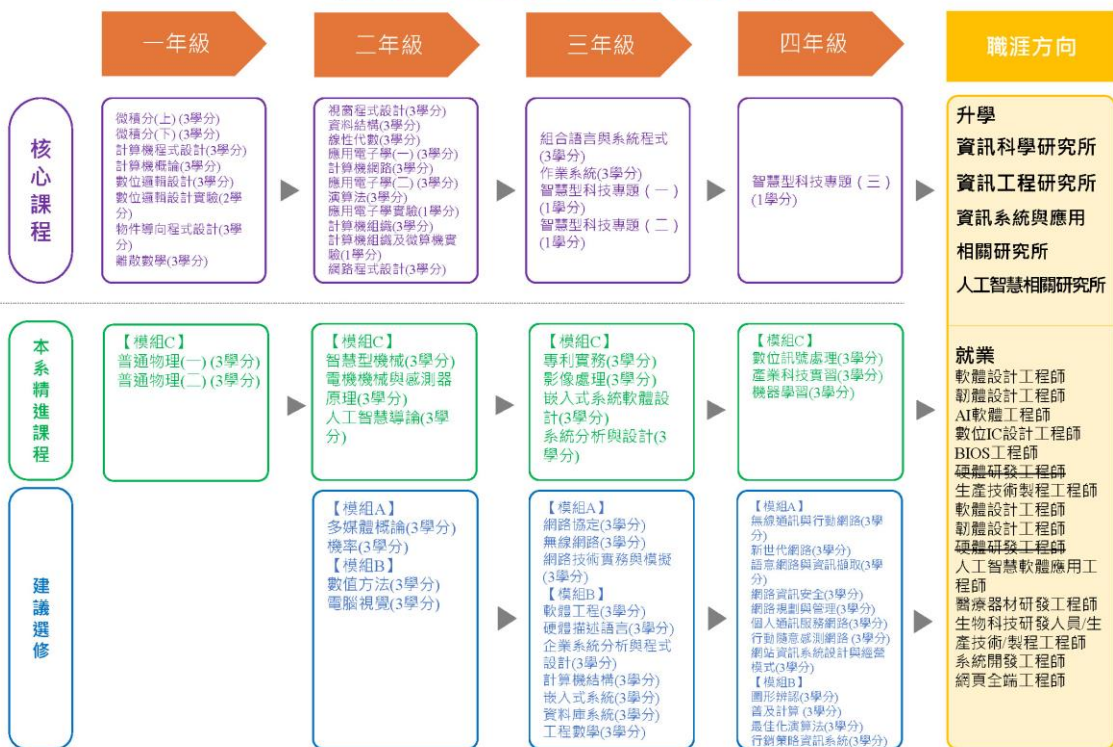 一年級
二年級
三年級
四年級
職涯方向
核心課程
微積分(上) (3學分)
微積分(下) (3學分)
計算機程式設計(3學分)
計算機概論(3學分)
數位邏輯設計(3學分)
數位邏輯設計實驗(2學
分)
物件導向程式設計(3學
分)
離散數學(3學分)
視窗程式設計(3學分)
資料結構(3學分)
線性代數(3學分)
應用電子學(一) (3學分)
計算機網路(3學分)
應用電子學(二) (3學分)
演算法(3學分)
應用電子學實驗(1學分)
計算機組織(3學分)
計算機組織及微算機實
驗(1學分)
網路程式設計(3學分)
組合語言與系統程式
(3學分)
作業系統(3學分)
智慧型科技專題（一）
(1學分)
智慧型科技專題（二）
(1學分)
智慧型科技專題（三）
(1學分)
升學
資訊科學研究所
資訊工程研究所
資訊系統與應用
相關研究所
人工智慧相關研究所
本系精進課程
【模組C】
普通物理(一) (3學分)
普通物理(二) (3學分)
【模組C】
智慧型機械(3學分)
電機機械與感測器
原理(3學分)
人工智慧導論(3學
分)
【模組C】
專利實務(3學分)
影像處理(3學分)
嵌入式系統軟體設
計(3學分)
系統分析與設計(3
學分)
【模組C】
數位訊號處理(3學分)
產業科技實習(3學分)
機器學習(3學分)
就業
軟體設計工程師
韌體設計工程師
AI軟體工程師
數位IC設計工程師
BIOS工程師
硬體研發工程師
生產技術製程工程師
軟體設計工程師
韌體設計工程師
硬體研發工程師
人工智慧軟體應用工
程師
醫療器材研發工程師
生物科技研發人員/生
產技術/製程工程師
系統開發工程師
網頁全端工程師
建議選修
【模組A】
多媒體概論(3學分)
機率(3學分)
【模組B】
數值方法(3學分)
電腦視覺(3學分)
【模組A】
網路協定(3學分)
無線網路(3學分)
網路技術實務與模擬
(3學分)
【模組B】
軟體工程(3學分)
硬體描述語言(3學分)
企業系統分析與程式
設計(3學分)
計算機結構(3學分)
嵌入式系統(3學分)
資料庫系統(3學分)
工程數學(3學分)
【模組A】
無線通訊與行動網路(3學
分)
新世代網路(3學分)
語意網路與資訊擷取(3學
分)
網路資訊安全(3學分)
網路規劃與管理(3學分)
個人通訊服務網路(3學分)
行動隨意感測網路 (3學分)
網站資訊系統設計與經營
模式(3學分)
【模組B】
圖形辨認(3學分)
普及計算 (3學分)
最佳化演算法(3學分)
行銷策略資訊系統(3學分)